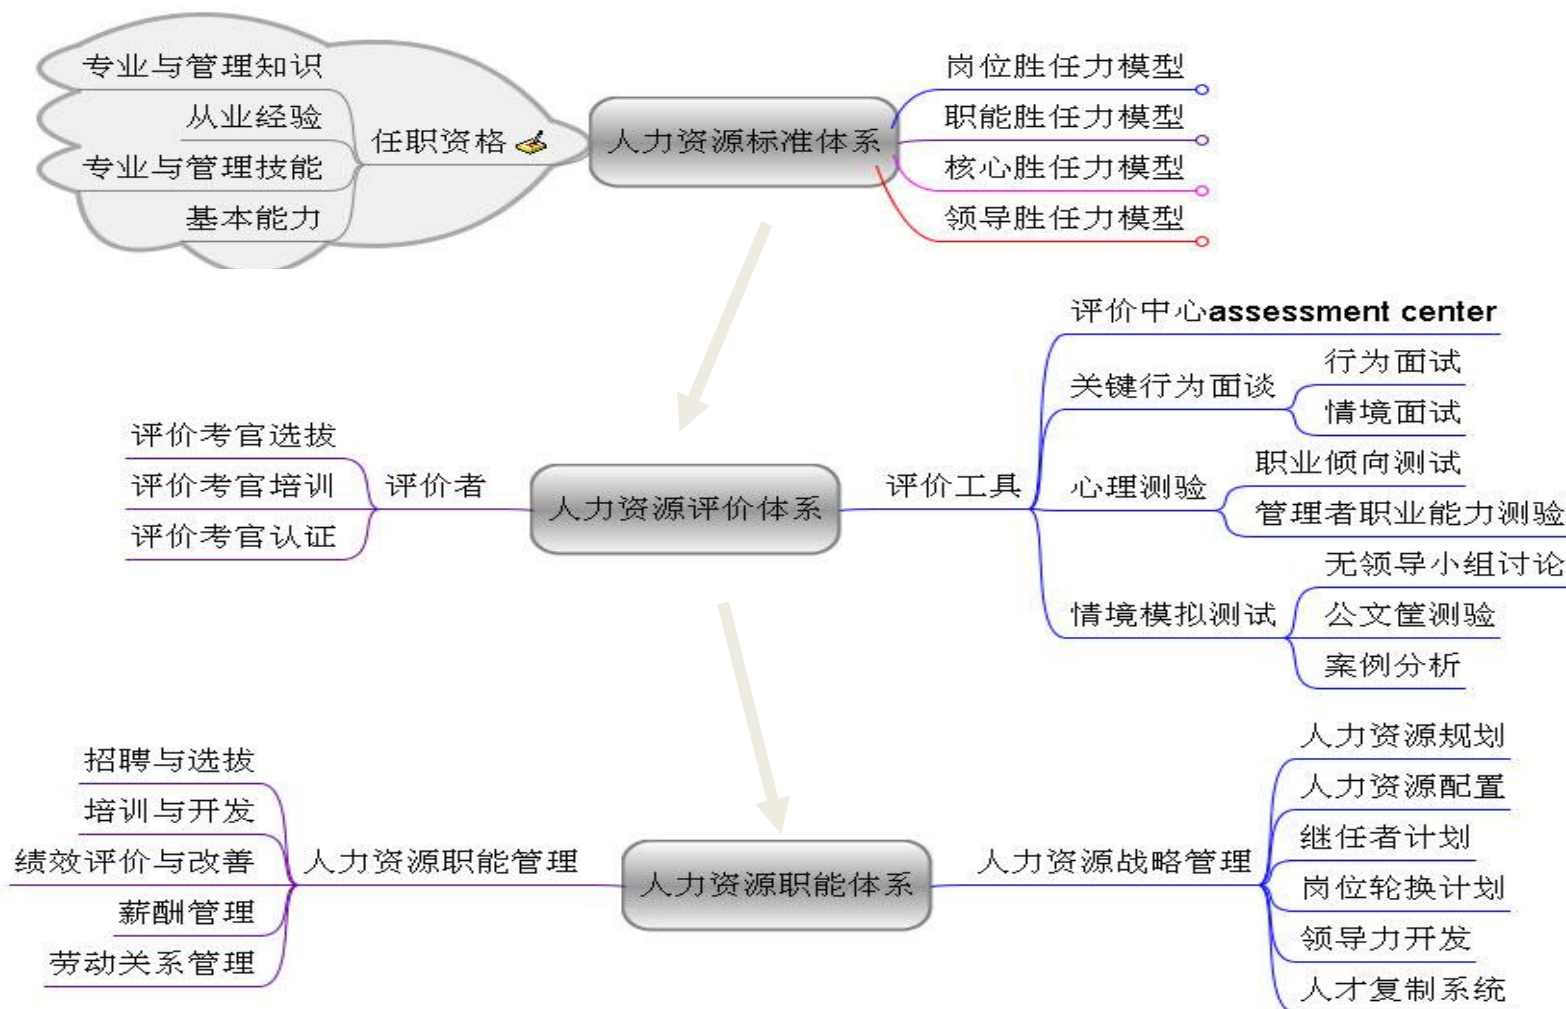 专业与管理知识
从业经验
专业与管理技能
基本能力
任职资格
人力资源标准体系
岗位胜任力模型
职能胜任力模型
核心胜任力模型
领导胜任力模型
评价考官选拔
评价考官培训
评价考官认证
评价者
人力资源评价体系
评价工具
评价中心assessment center
关键行为面谈
行为面试
情境面试
心理测验
职业倾向测试
管理者职业能力测验
情境模拟测试
无领导小组讨论
公文筐测验
案例分析
招聘与选拔
培训与开发
绩效评价与改善
薪酬管理
劳动关系管理
人力资源职能管理
人力资源职能体系
人力资源战略管理
人力资源规划
人力资源配置
继任者计划
岗位轮换计划
领导力开发
人才复制系统